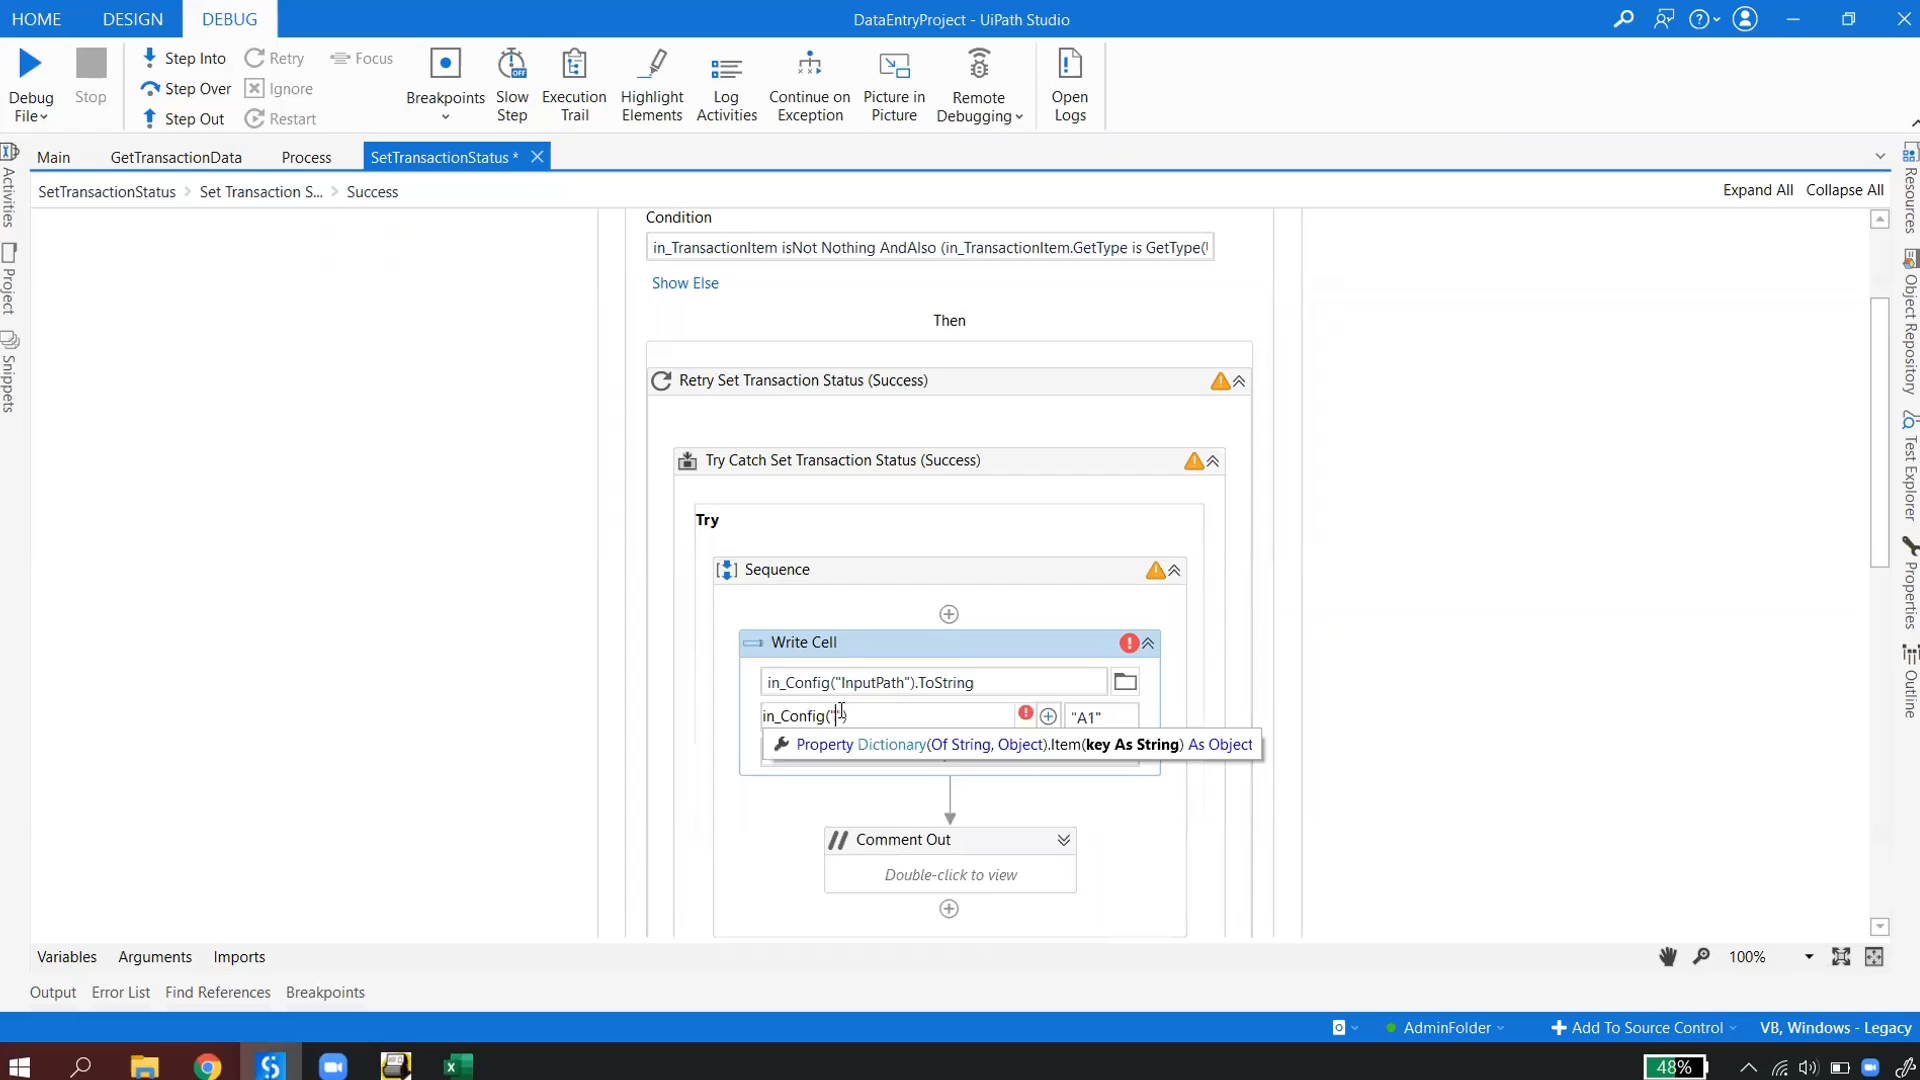 HOME DESIGN DEBUG DataEntryProject - UiPath Studio
Debug File
Stop
Step Into
Step Over
Step Out
Retry
Ignore
Restart
Focus
Breakpoints
Slow Step
OFF
Execution Trail
Highlight Elements
Log Activities
Continue on Exception
Picture in Picture
Remote Debugging
Open Logs
Main GetTransactionData Process SetTransactionStatus *
SetTransactionStatus > Set Transaction S... > Success
Expand All Collapse All
Activities
Project
Snippets
Resources
Object Repository
Test Explorer
Properties
Outline
Condition
in_TransactionItem isNot Nothing AndAlso (in_TransactionItem.GetType is GetType(
Show Else
Then
Retry Set Transaction Status (Success)
Try Catch Set Transaction Status (Success)
Try
Sequence
Write Cell
in_Config("InputPath").ToString
in_Config("") "A1"
Property Dictionary(Of String, Object).Item(key As String) As Object
// Comment Out
Double-click to view
Variables Arguments Imports
100%
Output Error List Find References Breakpoints
AdminFolder Add To Source Control VB, Windows - Legacy
48%